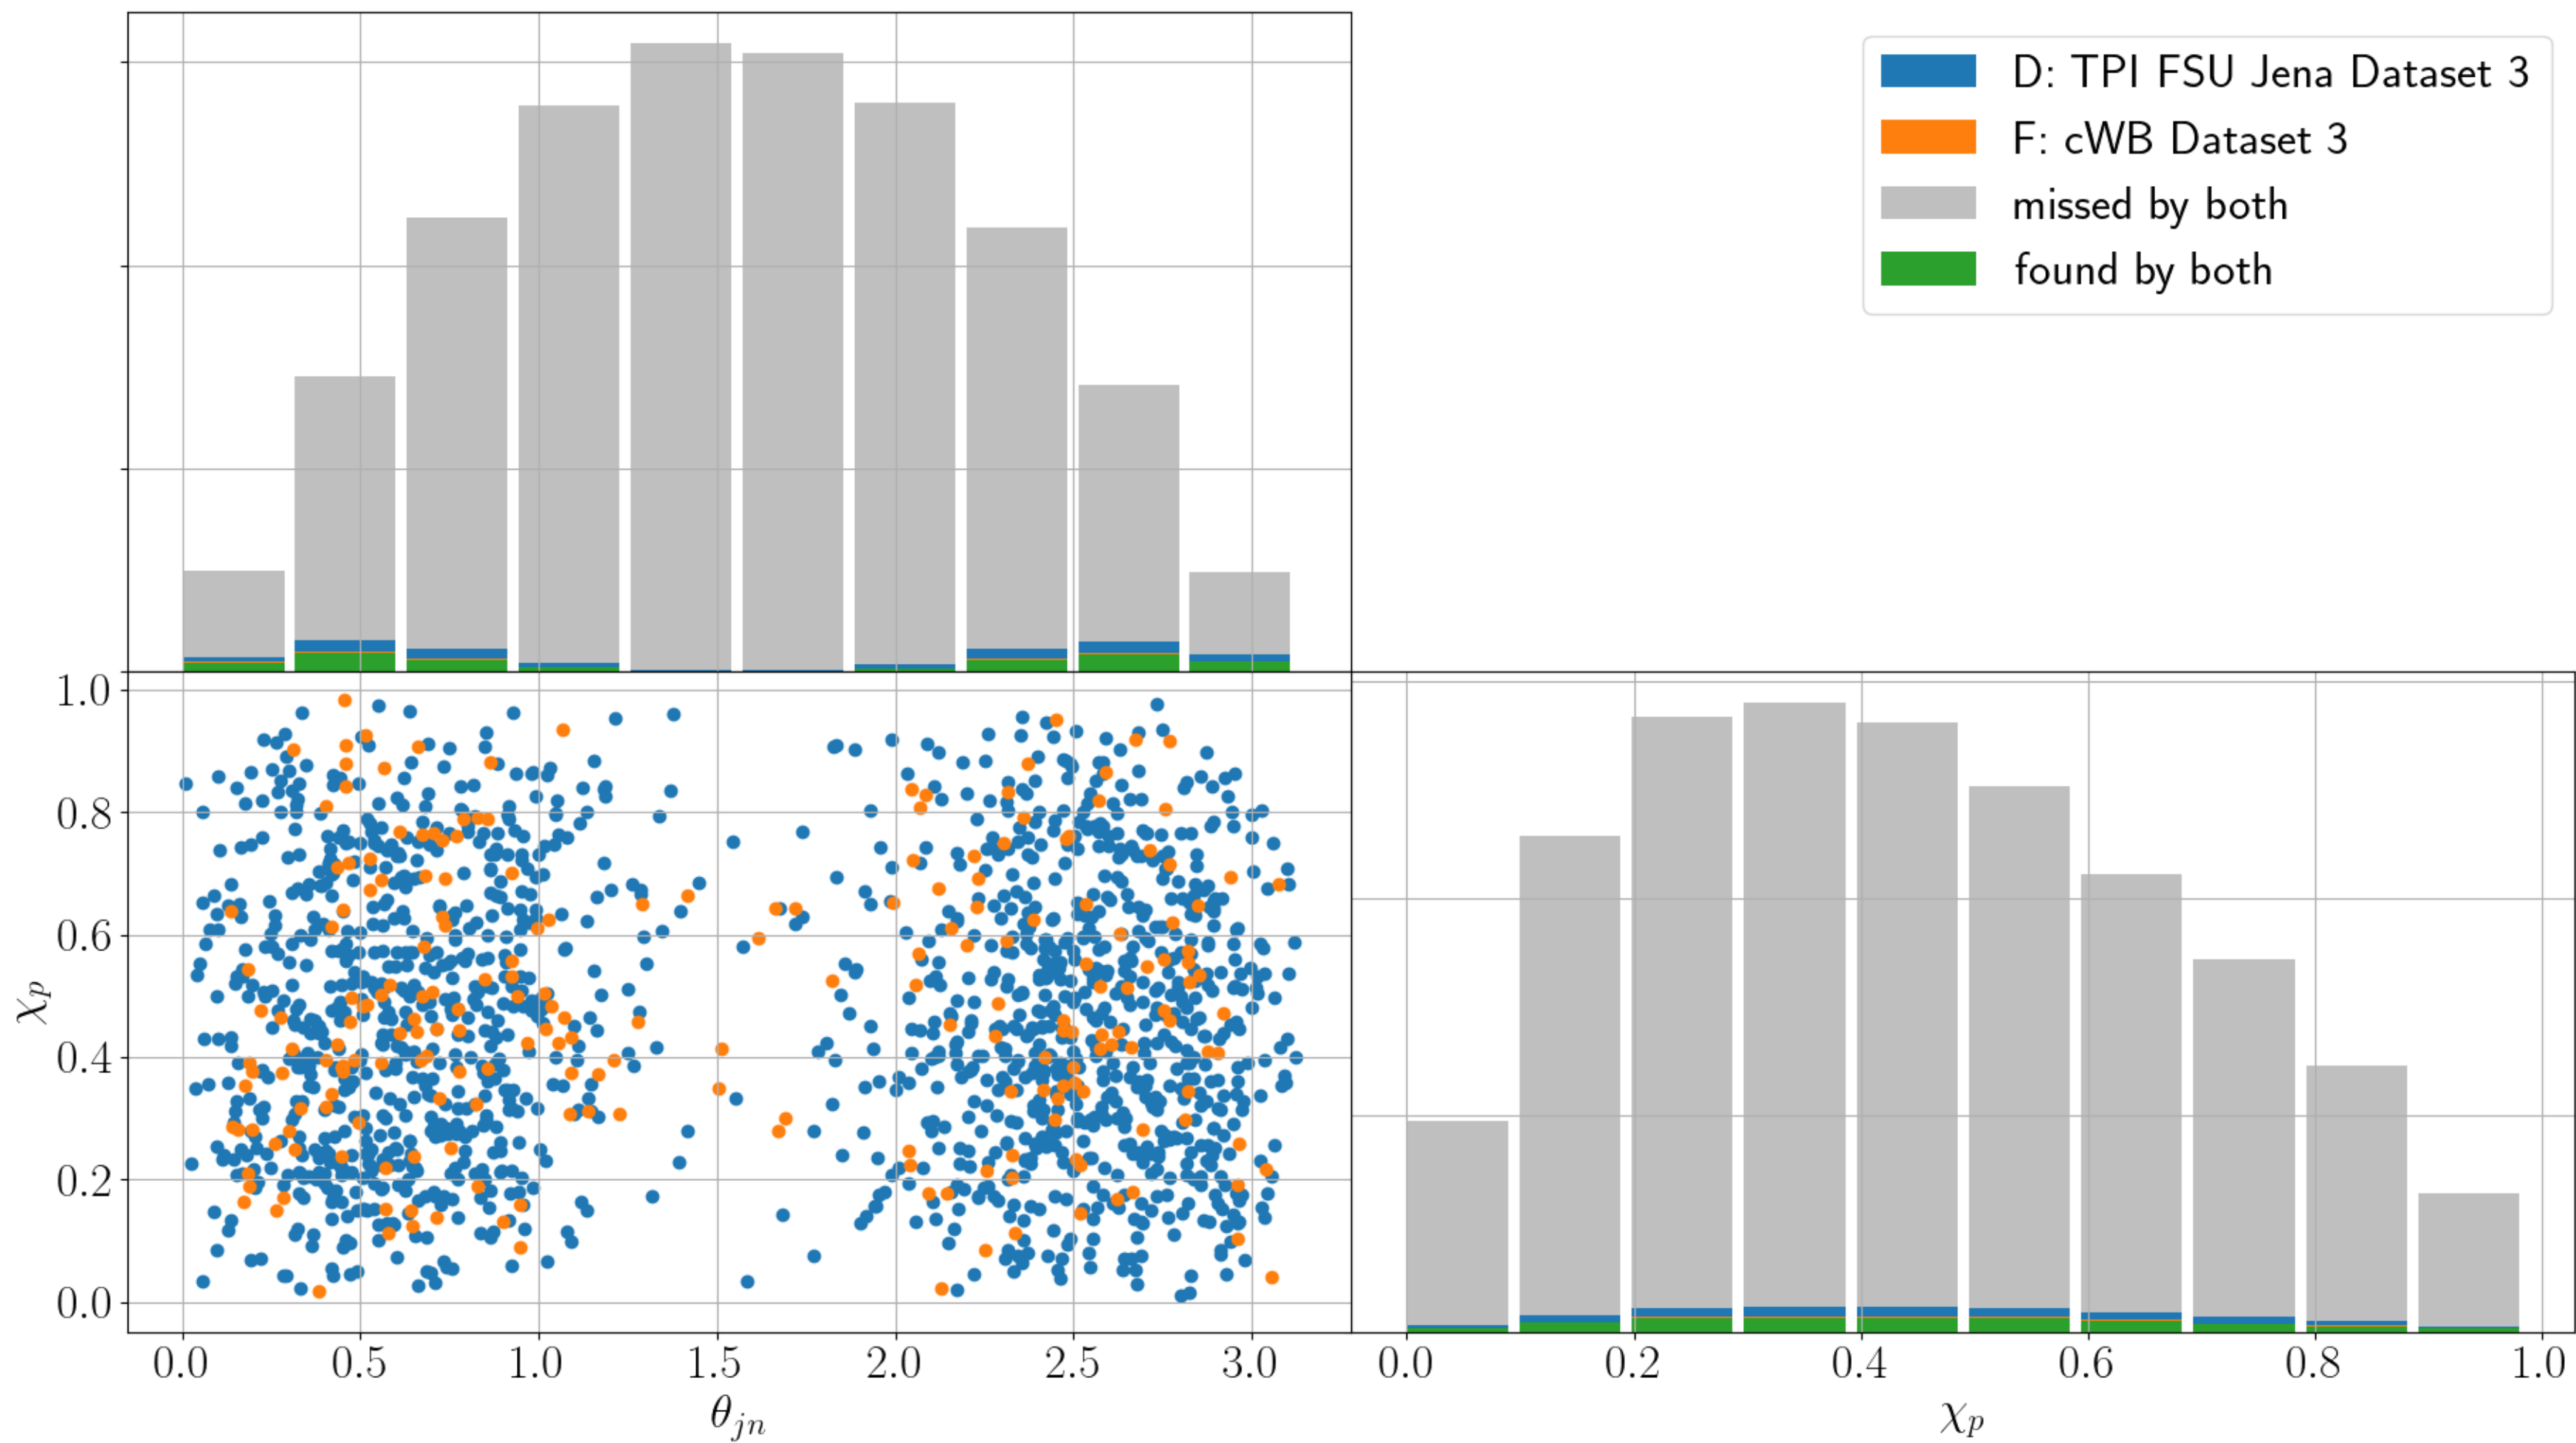 D: TPI FSU Jena Dataset 3
F: cWB Dataset 3
missed by both
found by both
1.0
0.8
0.6
0.4
0.2
0.0
χp
0.0 0.5 1.0 1.5 2.0 2.5 3.0
θjn
0.0 0.2 0.4 0.6 0.8 1.0
χp